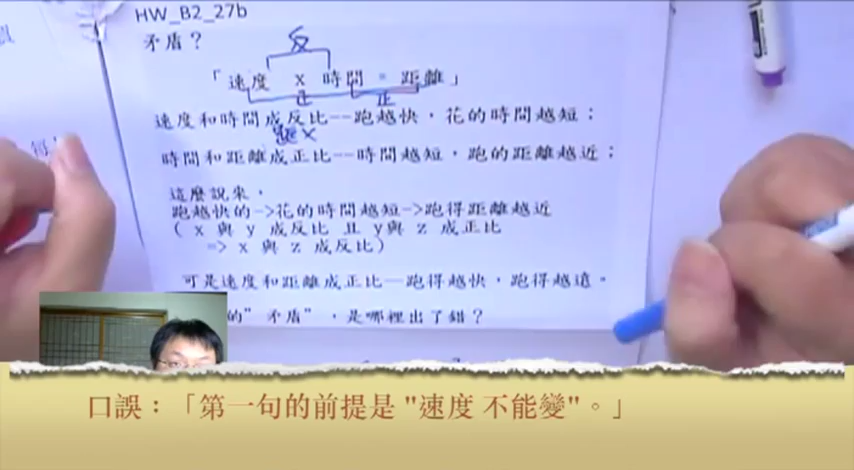 HW_B2_27b
矛盾？
反
「速度 x 時間 = 距離」
正 正
速度和時間成反比--跑越快，花的時間越短；
距 x
時間和距離成正比--時間越短，跑的距離越近；
這麼說來，
跑越快的->花的時間越短->跑得距離越近
( x 與 y 成反比 且 y與 z 成正比
=> x 與 z 成反比)
可是速度和距離成正比—跑得越快，跑得越遠。
的"矛盾"，是哪裡出了錯？
口誤：「第一句的前提是 "速度 不能變"。」